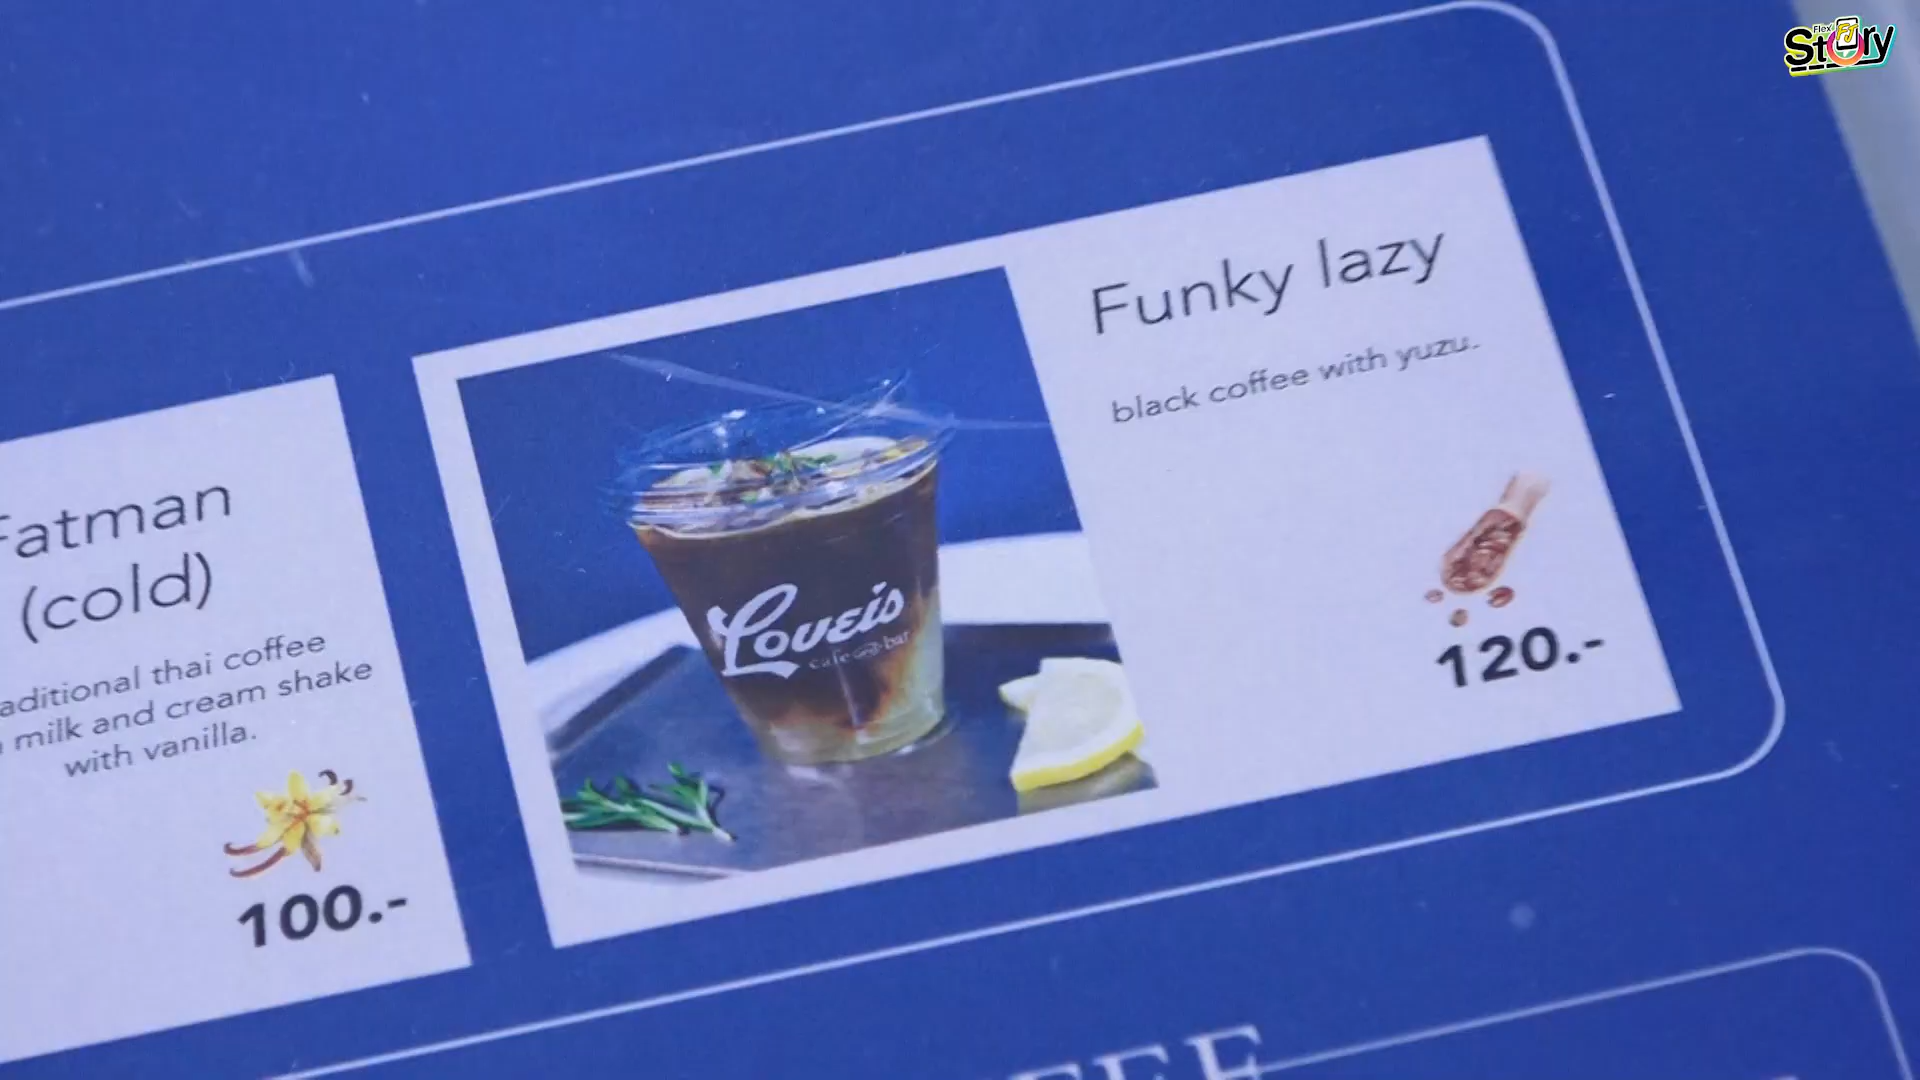 Flex
Story
Funky lazy
black coffee with yuzu.
120.-
Loveis
cafe and bar
Fatman
(cold)
milk and cream shake
with vanilla.
thai coffee
100.-